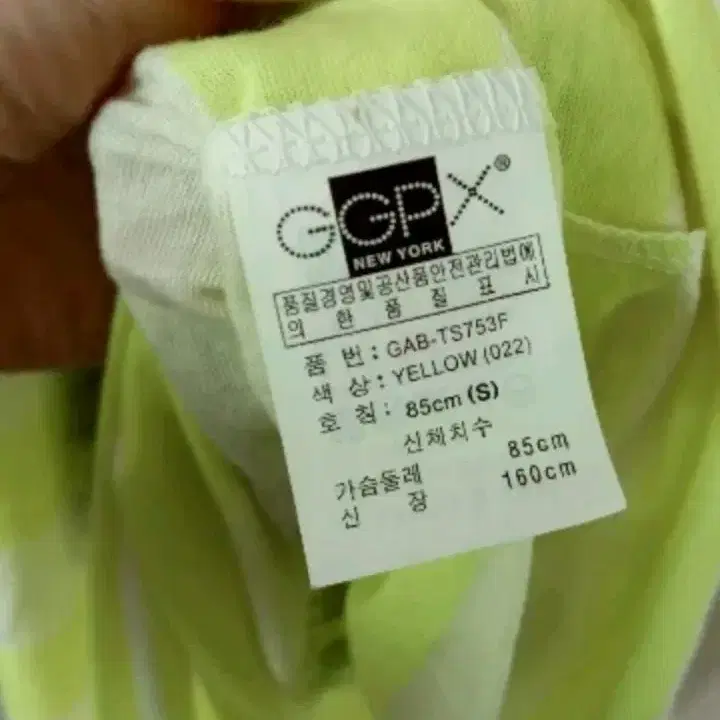 GGPX®
NEW YORK
품질경영및공산품안전관리법에
의 한 품 질 표 시
품 번 : GAB-TS753F
색 상 : YELLOW (022)
호 칭 : 85cm (S)
신체치수
가슴둘레 85cm
신 장 160cm